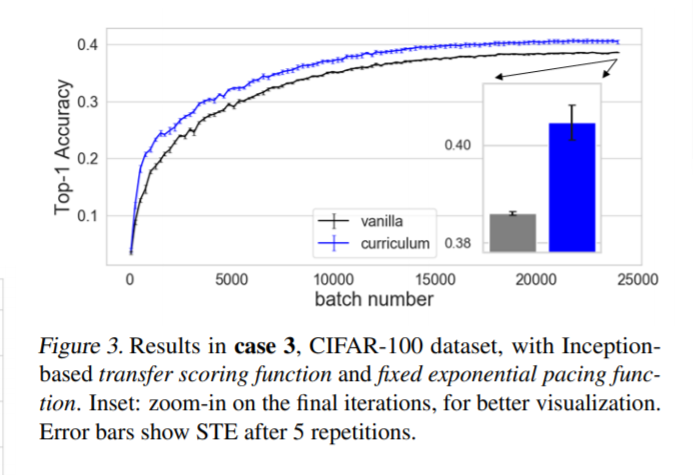 0.4
0.3
0.2
0.1
Top-1 Accuracy
0.40
0.38
vanilla
curriculum
0 5000 10000 15000 20000 25000
batch number
Figure 3. Results in case 3, CIFAR-100 dataset, with Inception-
based transfer scoring function and fixed exponential pacing func-
tion. Inset: zoom-in on the final iterations, for better visualization.
Error bars show STE after 5 repetitions.